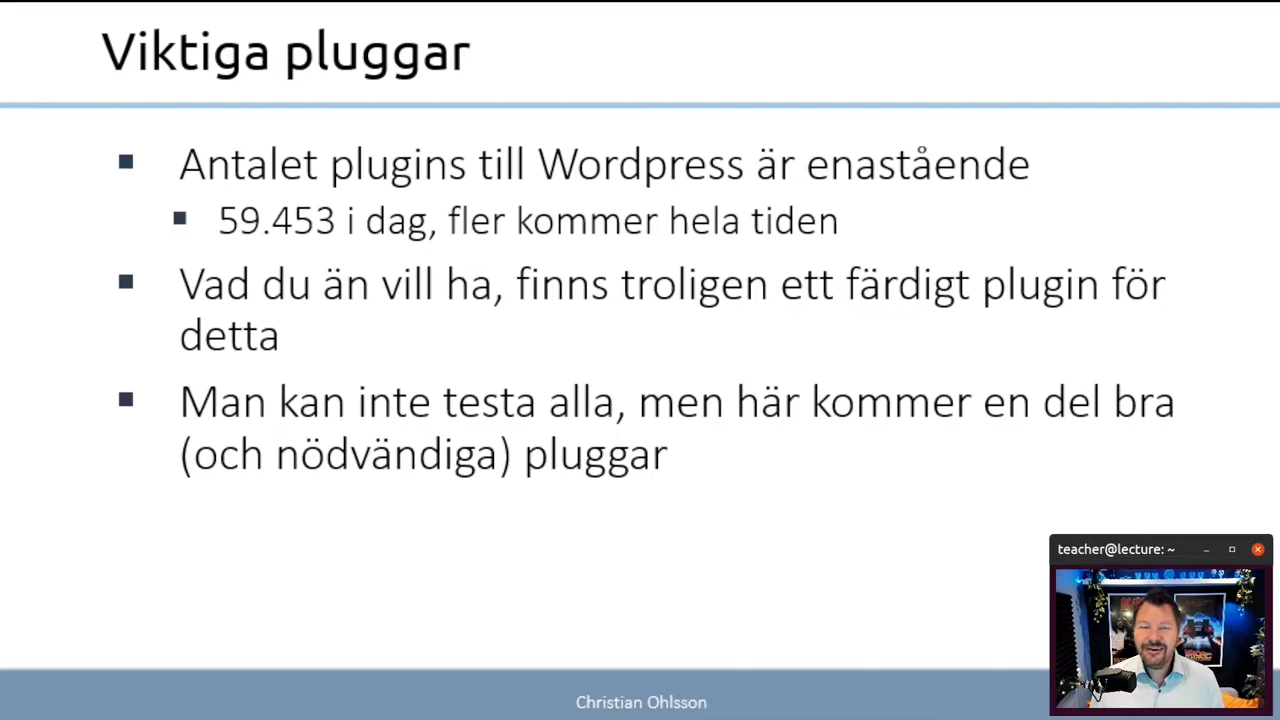 Viktiga pluggar
Antalet plugins till Wordpress är enastående
59.453 i dag, fler kommer hela tiden
Vad du än vill ha, finns troligen ett färdigt plugin för
detta
Man kan inte testa alla, men här kommer en del bra
(och nödvändiga) pluggar
teacher@lecture: ~
Christian Ohlsson